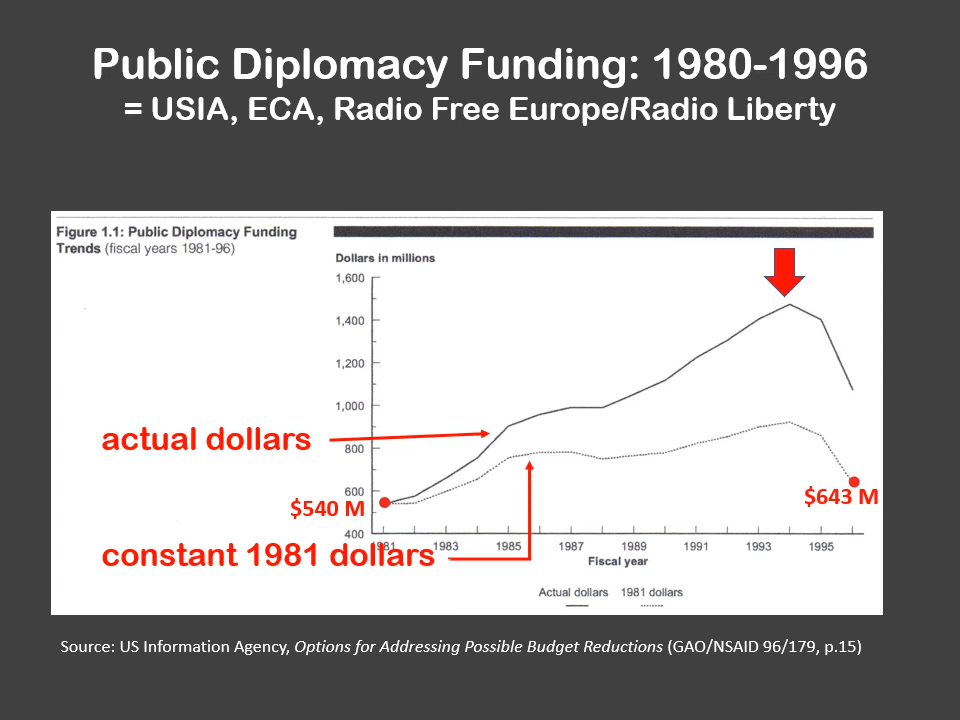 Public Diplomacy Funding: 1980-1996
= USIA, ECA, Radio Free Europe/Radio Liberty
Figure 1.1: Public Diplomacy Funding
Trends (fiscal years 1981-96)
Dollars in millions
1,600
1,400
1,200
1,000
actual dollars
800
600
$540 M
$643 M
400
1981 1983 1985 1987 1989 1991 1993 1995
constant 1981 dollars
Fiscal year
Actual dollars 1981 dollars
Source: US Information Agency, Options for Addressing Possible Budget Reductions (GAO/NSAID 96/179, p.15)